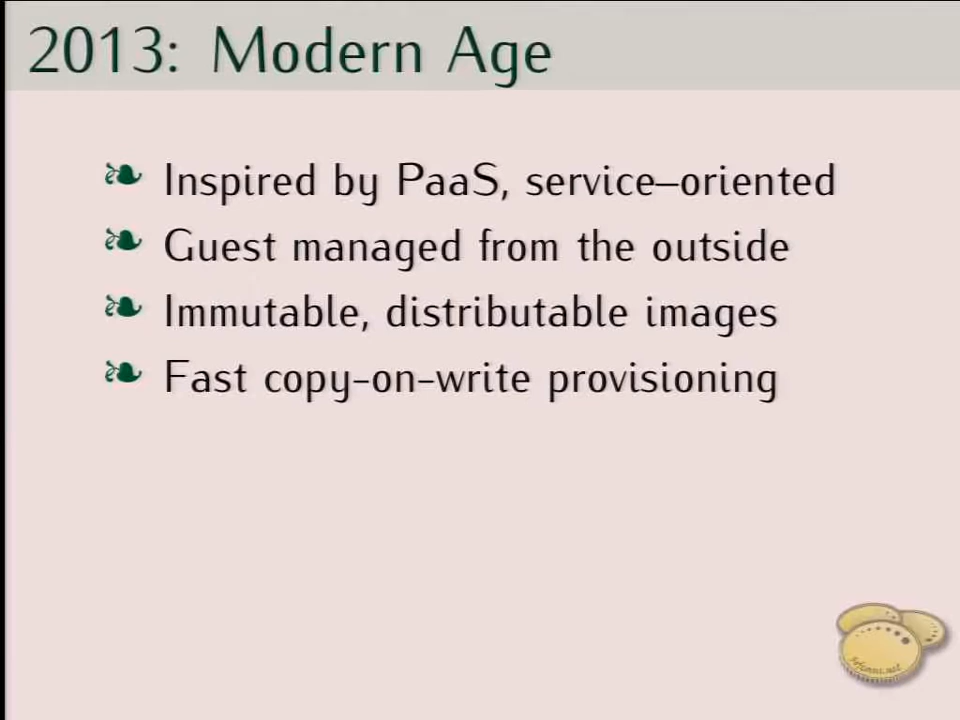 2013: Modern Age
❧ Inspired by PaaS, service–oriented
❧ Guest managed from the outside
❧ Immutable, distributable images
❧ Fast copy-on-write provisioning